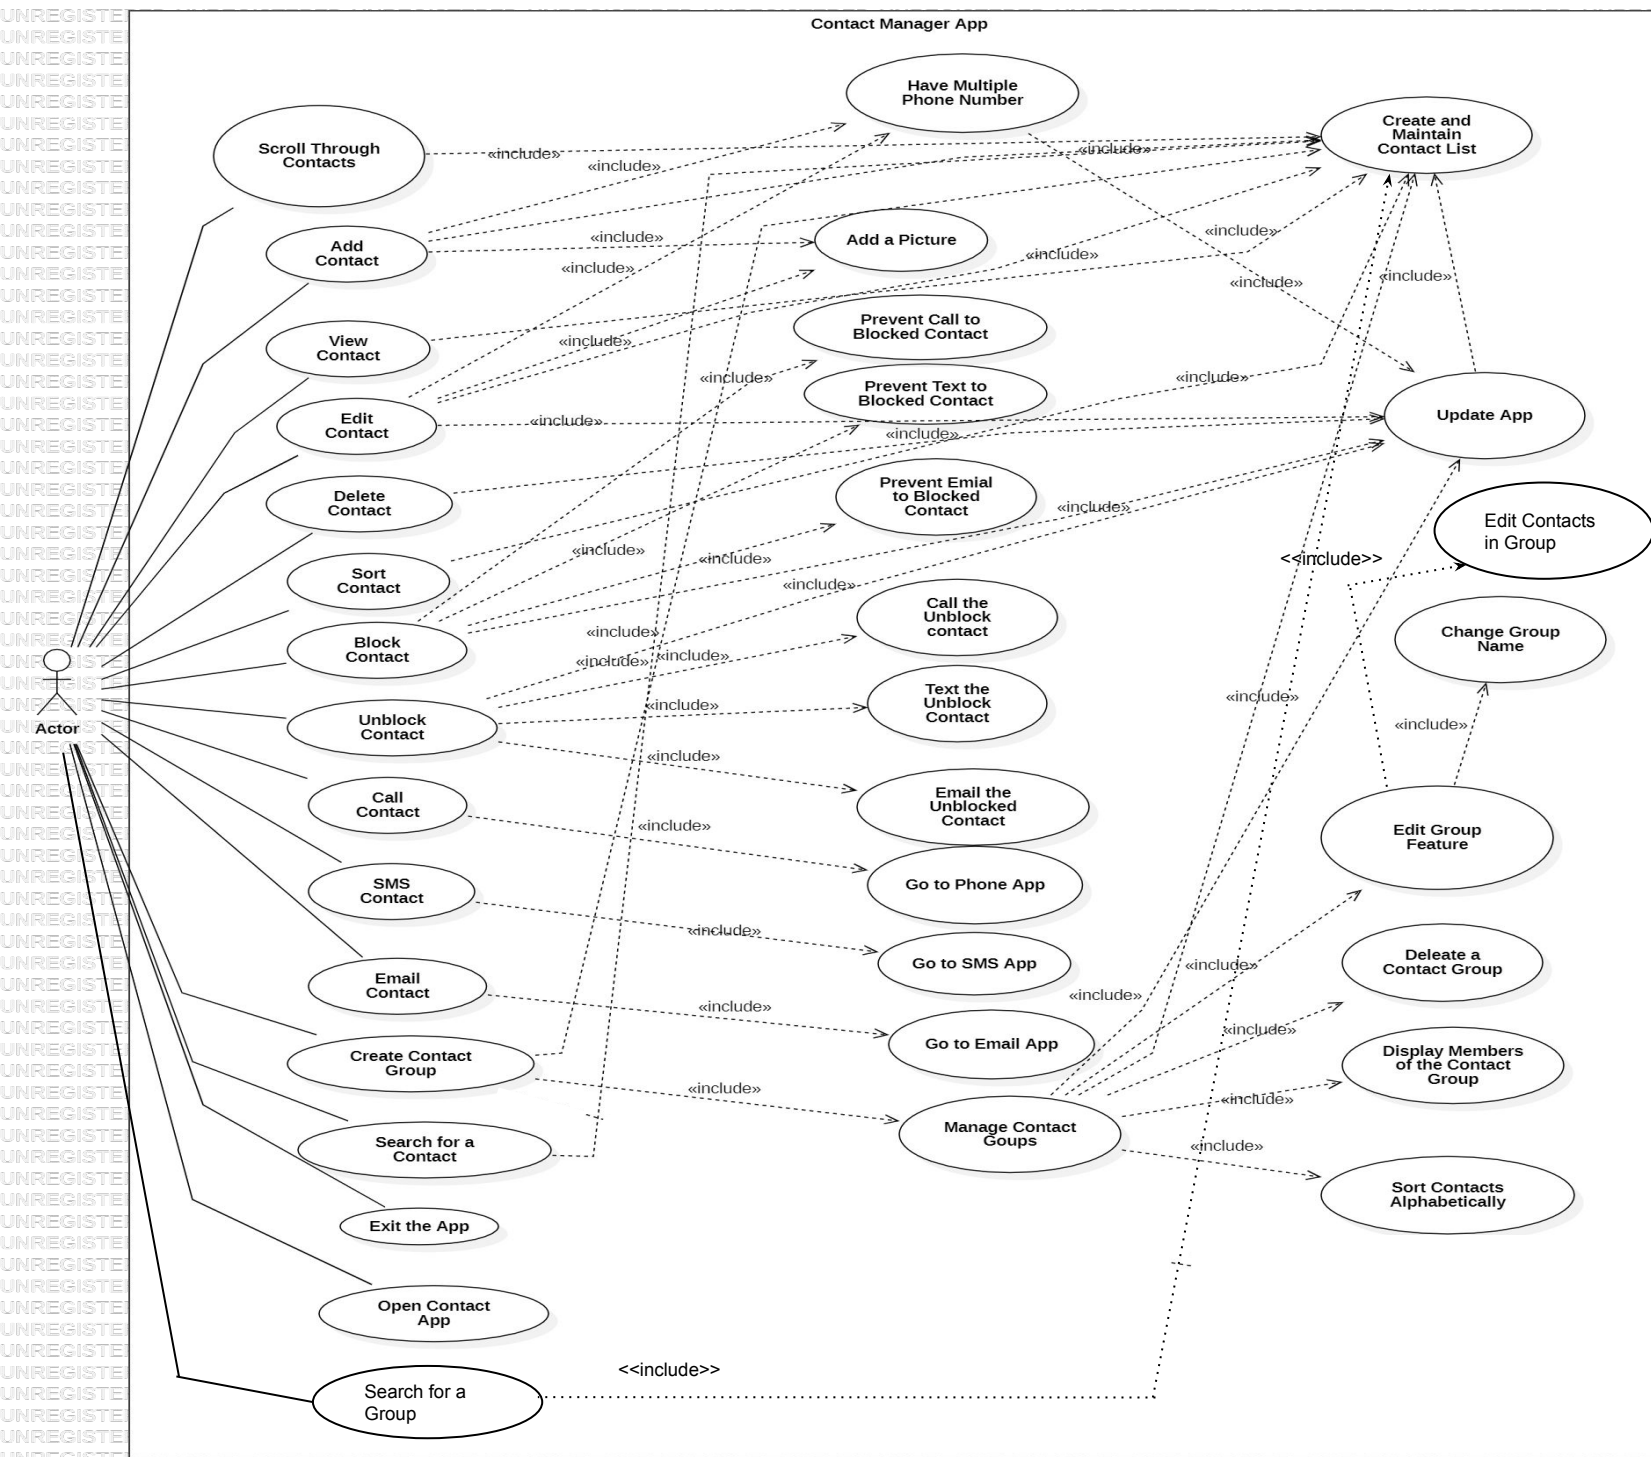 Contact Manager App
Have Multiple
Phone Number
Create and
Maintain
Contact List
Scroll Through
Contacts
«include»
«include»
«include»
Add
Contact
«include»
Add a Picture
«include»
«include»
«include»
«include»
«include»
View
Contact
Prevent Call to
Blocked Contact
«include»
«include»
«include»
Prevent Text to
Blocked Contact
Edit
Contact
«include»
«include»
Update App
Delete
Contact
Prevent Emial
to Blocked
Contact
«include»
Edit Contacts
in Group
Sort
Contact
«include»
«include»
<<include>>
«include»
Block
Contact
«include»
«include»
«include»
Call the
Unblock
contact
Change Group
Name
Actor
Unblock
Contact
«include»
Text the
Unblock
Contact
«include»
«include»
«include»
Call
Contact
Email the
Unblocked
Contact
«include»
Edit Group
Feature
SMS
Contact
Go to Phone App
«include»
Go to SMS App
«include»
Deleate a
Contact Group
Email
Contact
«include»
«include»
Go to Email App
«include»
Create Contact
Group
Display Members
of the Contact
Group
«include»
«include»
Manage Contact
Goups
Search for a
Contact
«include»
Sort Contacts
Alphabetically
Exit the App
Open Contact
App
<<include>>
Search for a
Group
UNREGISTE